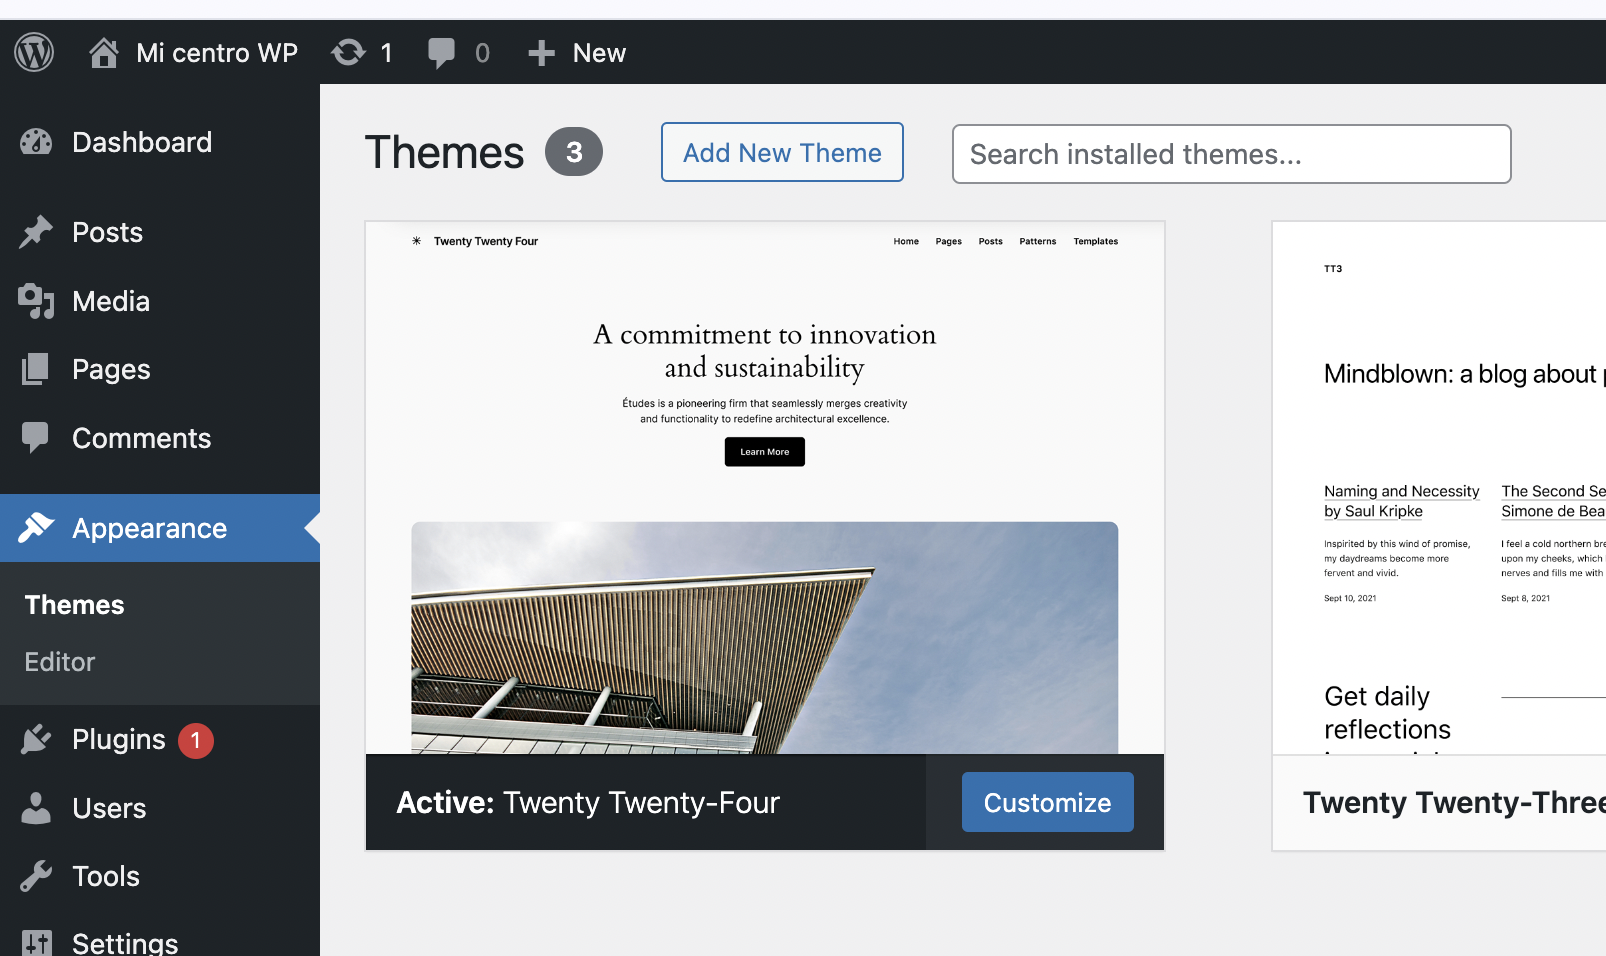 Mi centro WP 1 0 New
Dashboard
Posts
Media
Pages
Comments
Appearance
Themes
Editor
Plugins 1
Users
Tools
Settings
Themes 3 Add New Theme Search installed themes...
Twenty Twenty Four Home Pages Posts Patterns Templates
A commitment to innovation
and sustainability
Études is a pioneering firm that seamlessly merges creativity
and functionality to redefine architectural excellence.
Learn More
Active: Twenty Twenty-Four Customize
TT3
Mindblown: a blog about
Naming and Necessity
by Saul Kripke
Inspirited by this wind of promise,
my daydreams become more
fervent and vivid.
Sept 10, 2021
The Second Se
Simone de Bea
I feel a cold northern bre
upon my cheeks, which
nerves and fills me with
Sept 8, 2021
Get daily
reflections
Twenty Twenty-Three